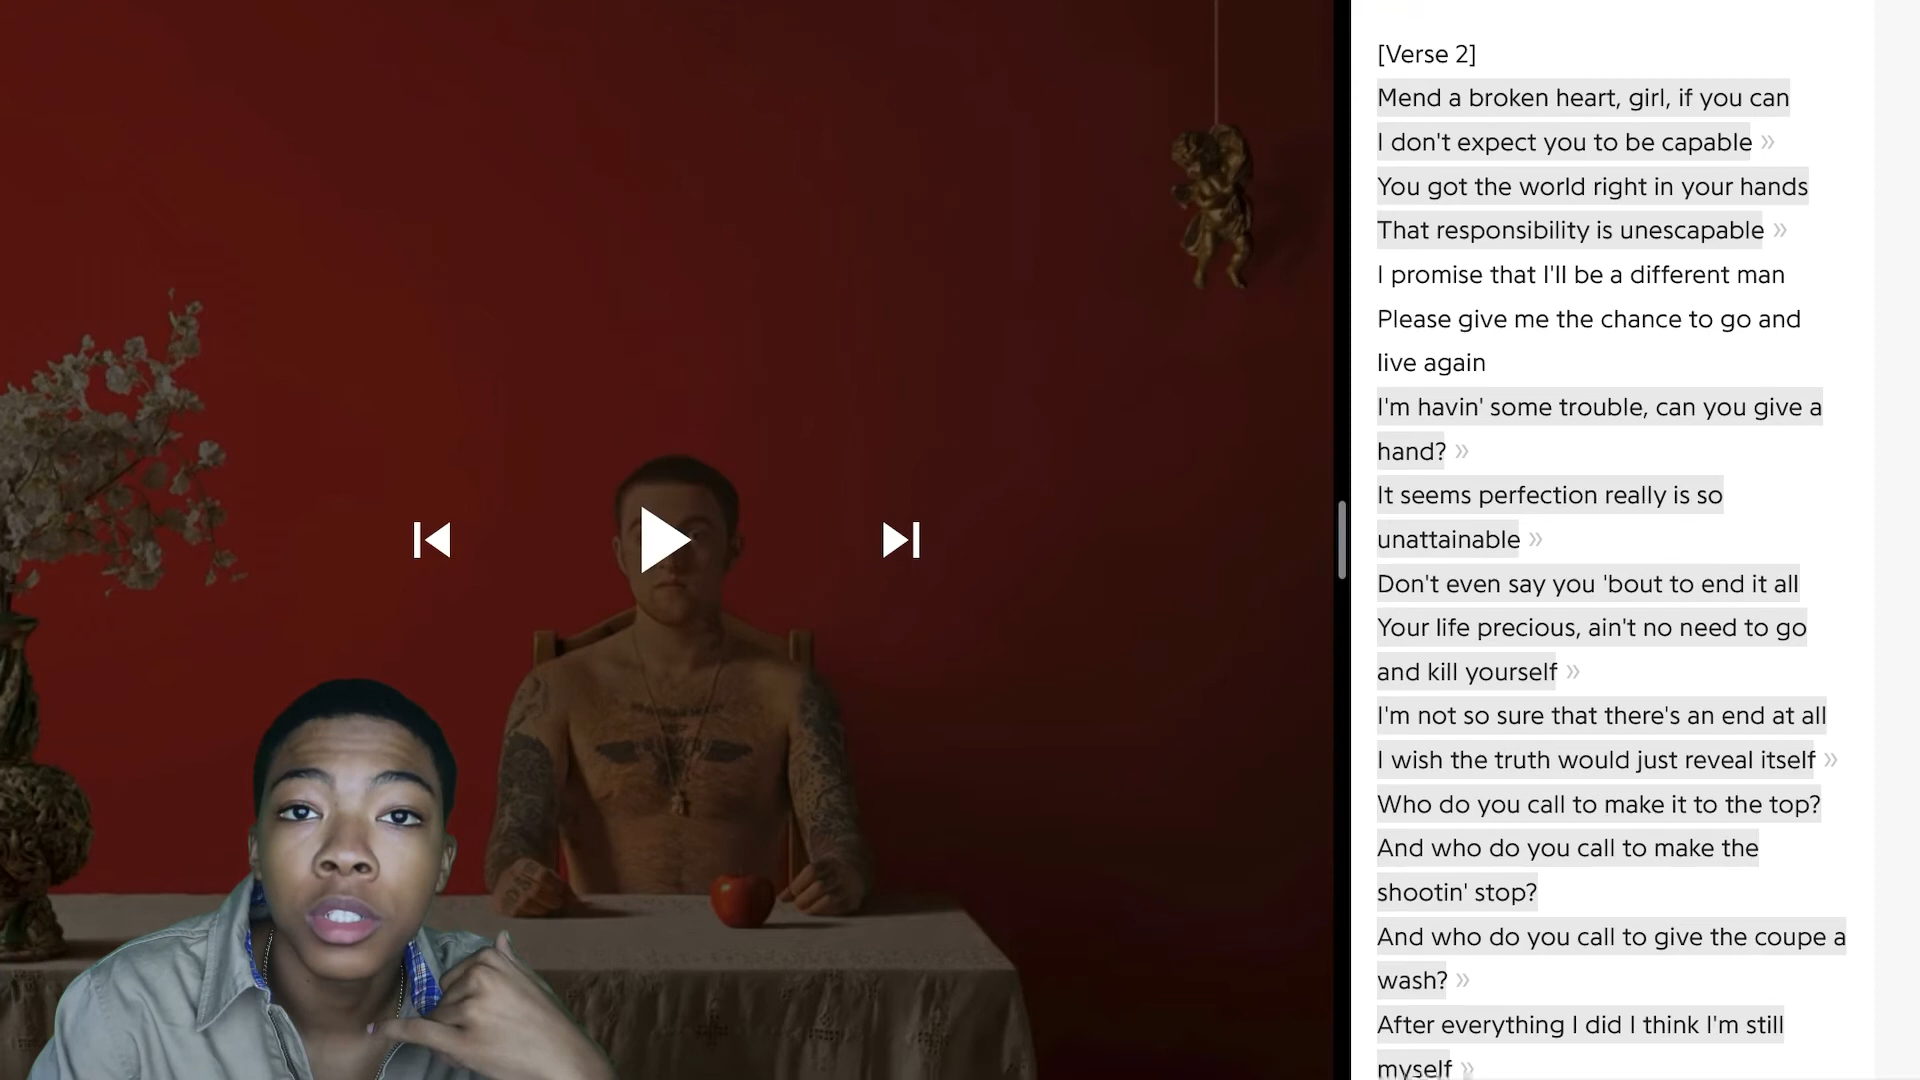 [Verse 2]
Mend a broken heart, girl, if you can
I don't expect you to be capable »
You got the world right in your hands
That responsibility is unescapable »
I promise that I'll be a different man
Please give me the chance to go and
live again
I'm havin' some trouble, can you give a
hand? »
It seems perfection really is so
unattainable »
Don't even say you 'bout to end it all
Your life precious, ain't no need to go
and kill yourself »
I'm not so sure that there's an end at all
I wish the truth would just reveal itself »
Who do you call to make it to the top?
And who do you call to make the
shootin' stop?
And who do you call to give the coupe a
wash? »
After everything I did I think I'm still
myself »